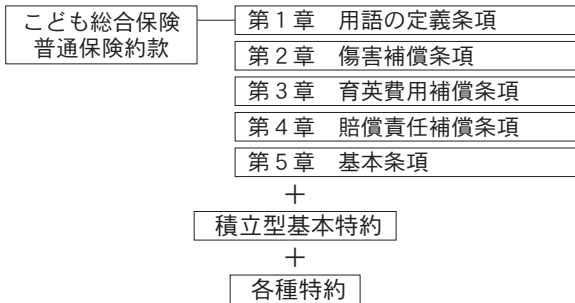 こども総合保険
普通保険約款
第1章 用語の定義条項
第2章 傷害補償条項
第3章 育英費用補償条項
第4章 賠償責任補償条項
第5章 基本条項
+
積立型基本特約
+
各種特約